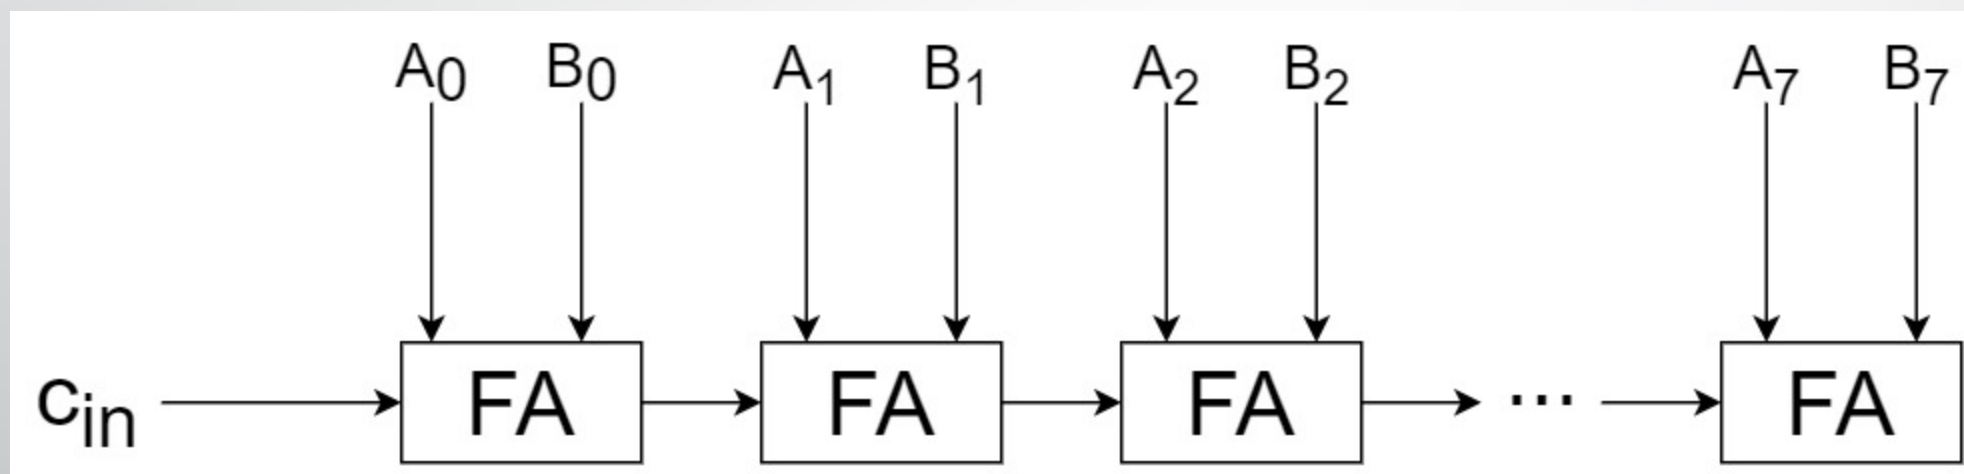 A0 B0 A1 B1 A2 B2 A7 B7
cin FA FA FA ... FA